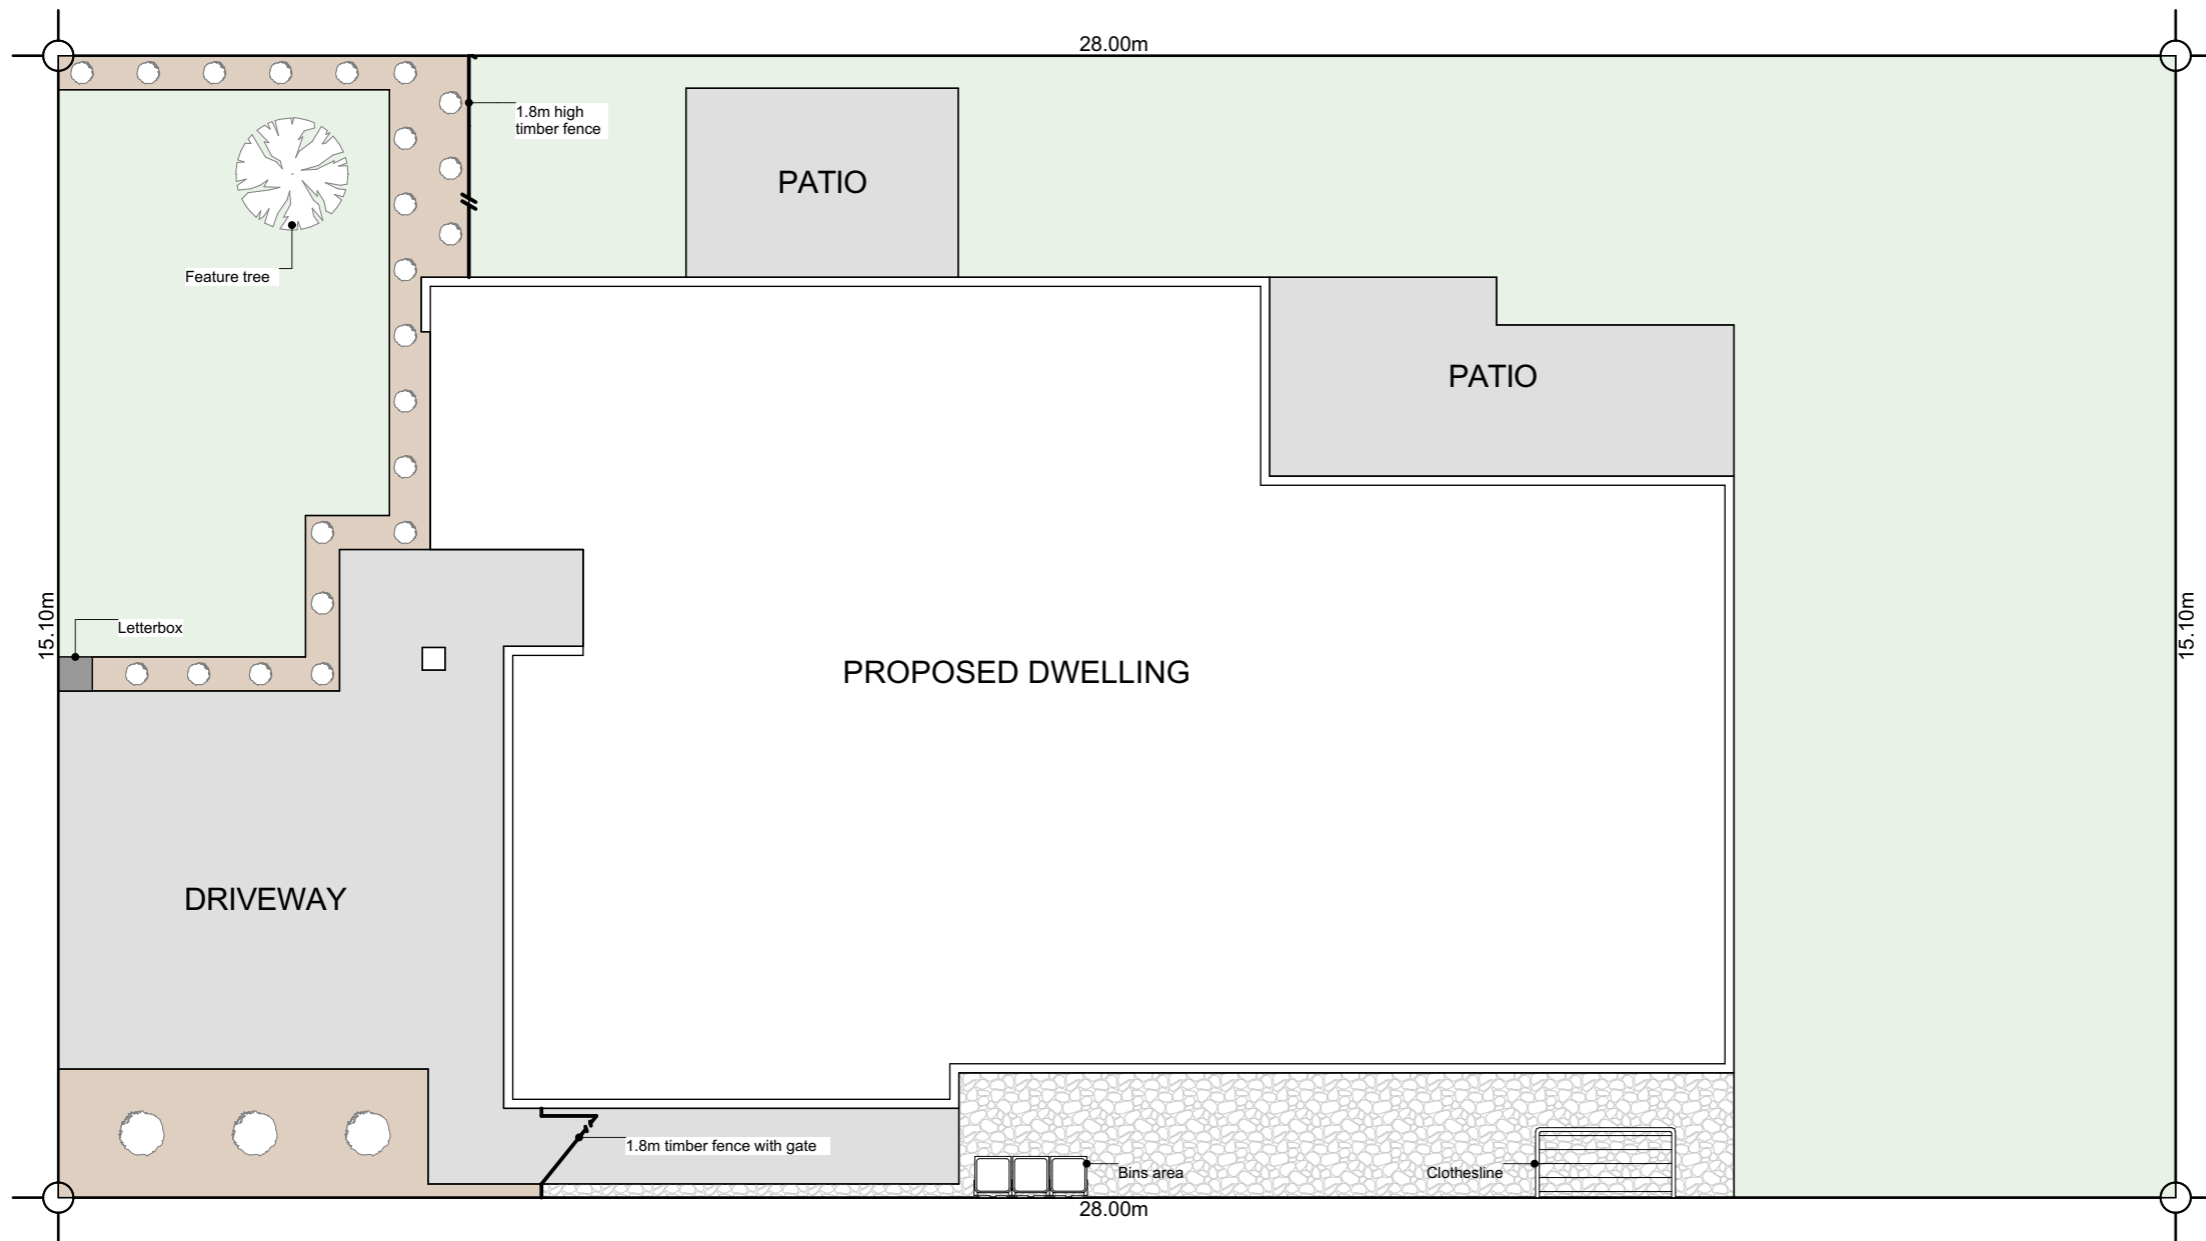 28.00m
1.8m high
timber fence
PATIO
Feature tree
PATIO
15.10m
Letterbox
15.10m
PROPOSED DWELLING
DRIVEWAY
1.8m timber fence with gate
Bins area
Clothesline
28.00m